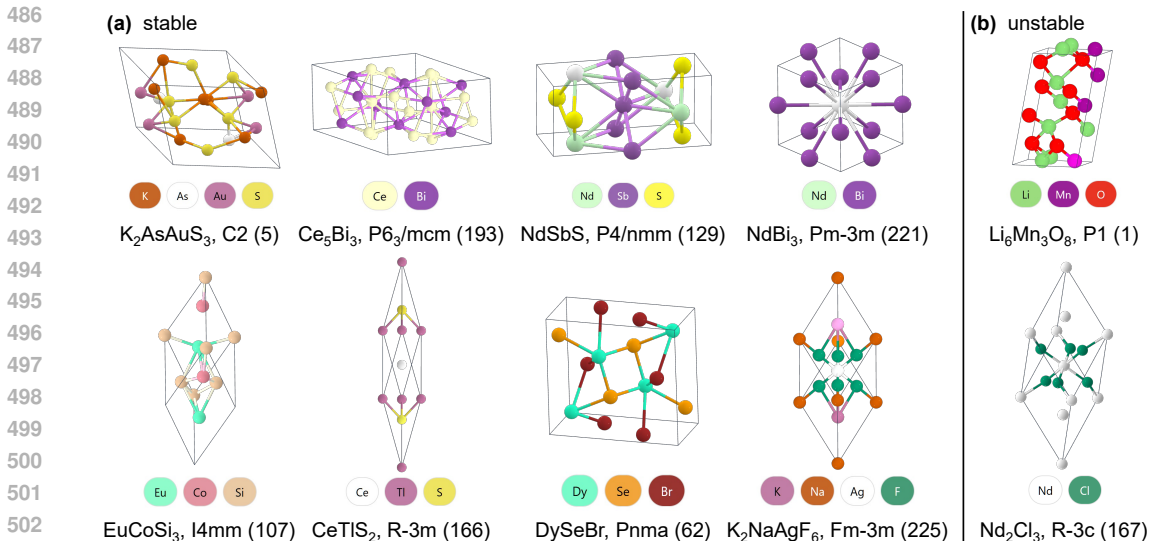 486
487
488
489
490
491
492
493
494
495
496
497
498
499
500
501
502
(a) stable
K As Au S
K₂AsAuS₃, C2 (5)
Ce Bi
Ce₅Bi₃, P6₃/mcm (193)
Nd Sb S
NdSbS, P4/nmm (129)
Nd Bi
NdBi₃, Pm-3m (221)
Eu Co Si
EuCoSi₃, I4mm (107)
Ce Tl S
CeTlS₂, R-3m (166)
Dy Se Br
DySeBr, Pnma (62)
K Na Ag F
K₂NaAgF₆, Fm-3m (225)
(b) unstable
Li Mn O
Li₆Mn₃O₈, P1 (1)
Nd Cl
Nd₂Cl₃, R-3c (167)